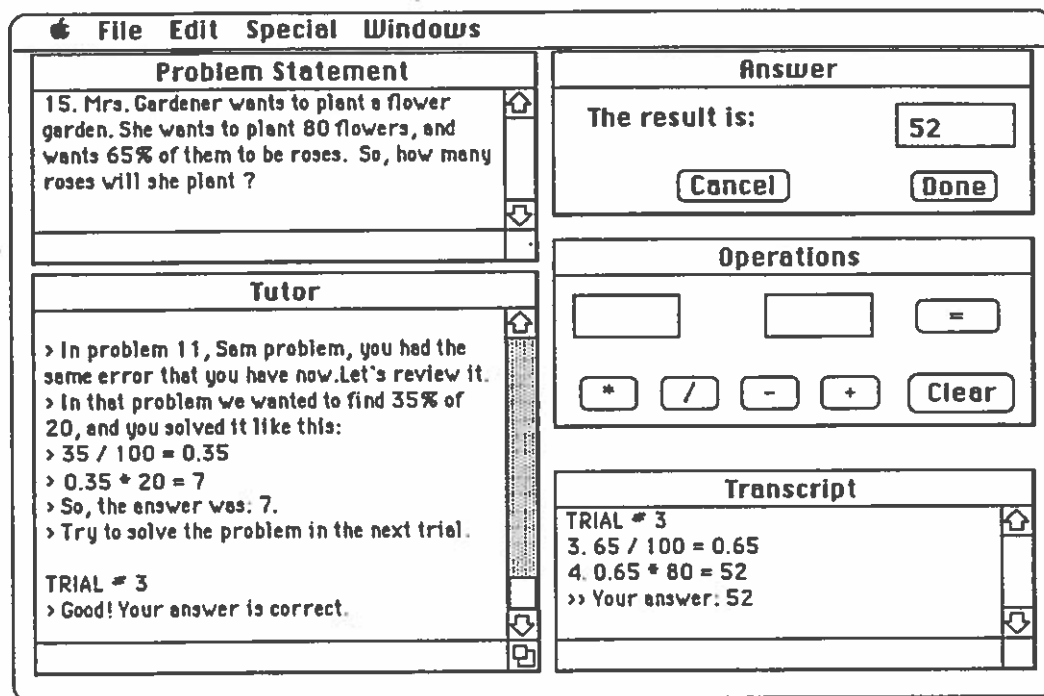 File Edit Special Windows
Problem Statement
15. Mrs. Gardener wants to plant a flower
garden. She wants to plant 80 flowers, and
wants 65% of them to be roses. So, how many
roses will she plant ?
Answer
The result is:
52
Cancel
Done
Operations
=
* / - + Clear
Tutor
> In problem 11, Sam problem, you had the
same error that you have now.Let's review it.
> In that problem we wanted to find 35% of
20, and you solved it like this:
> 35 / 100 = 0.35
> 0.35 * 20 = 7
> So, the answer was: 7.
> Try to solve the problem in the next trial.
TRIAL # 3
> Good! Your answer is correct.
Transcript
TRIAL # 3
3. 65 / 100 = 0.65
4. 0.65 * 80 = 52
>> Your answer: 52